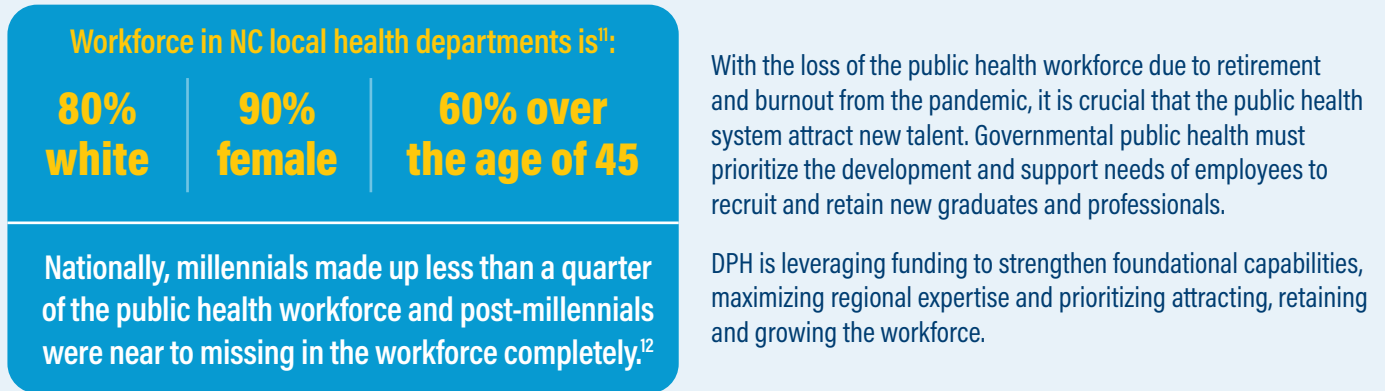 Workforce in NC local health departments is¹¹:
80%
white
90%
female
60% over
the age of 45
Nationally, millennials made up less than a quarter
of the public health workforce and post-millennials
were near to missing in the workforce completely.¹²
With the loss of the public health workforce due to retirement
and burnout from the pandemic, it is crucial that the public health
system attract new talent. Governmental public health must
prioritize the development and support needs of employees to
recruit and retain new graduates and professionals.
DPH is leveraging funding to strengthen foundational capabilities,
maximizing regional expertise and prioritizing attracting, retaining
and growing the workforce.